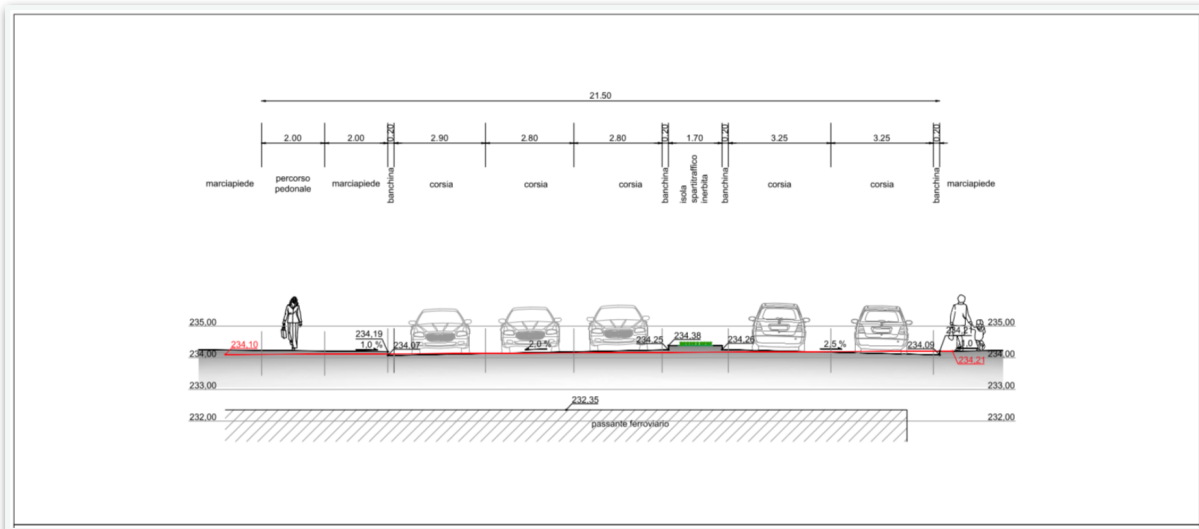 21.50
2.00 2.00 0.20 2.90 2.80 2.80 0.20 1.70 0.20 3.25 3.25 0.20
marciapiede
percorso
pedonale
marciapiede
banchina
corsia
corsia
corsia
banchina
isola
spartitraffico
inerbita
banchina
corsia
corsia
banchina
marciapiede
235,00 235,00
234,10
234,19
1,0 %
234,07
2,0 %
234,25
234,38
234,26
2,5 %
234,09
234,21
1,0
234,21
234,00 234,00
233,00 233,00
232,35
232,00 232,00
passante ferroviario